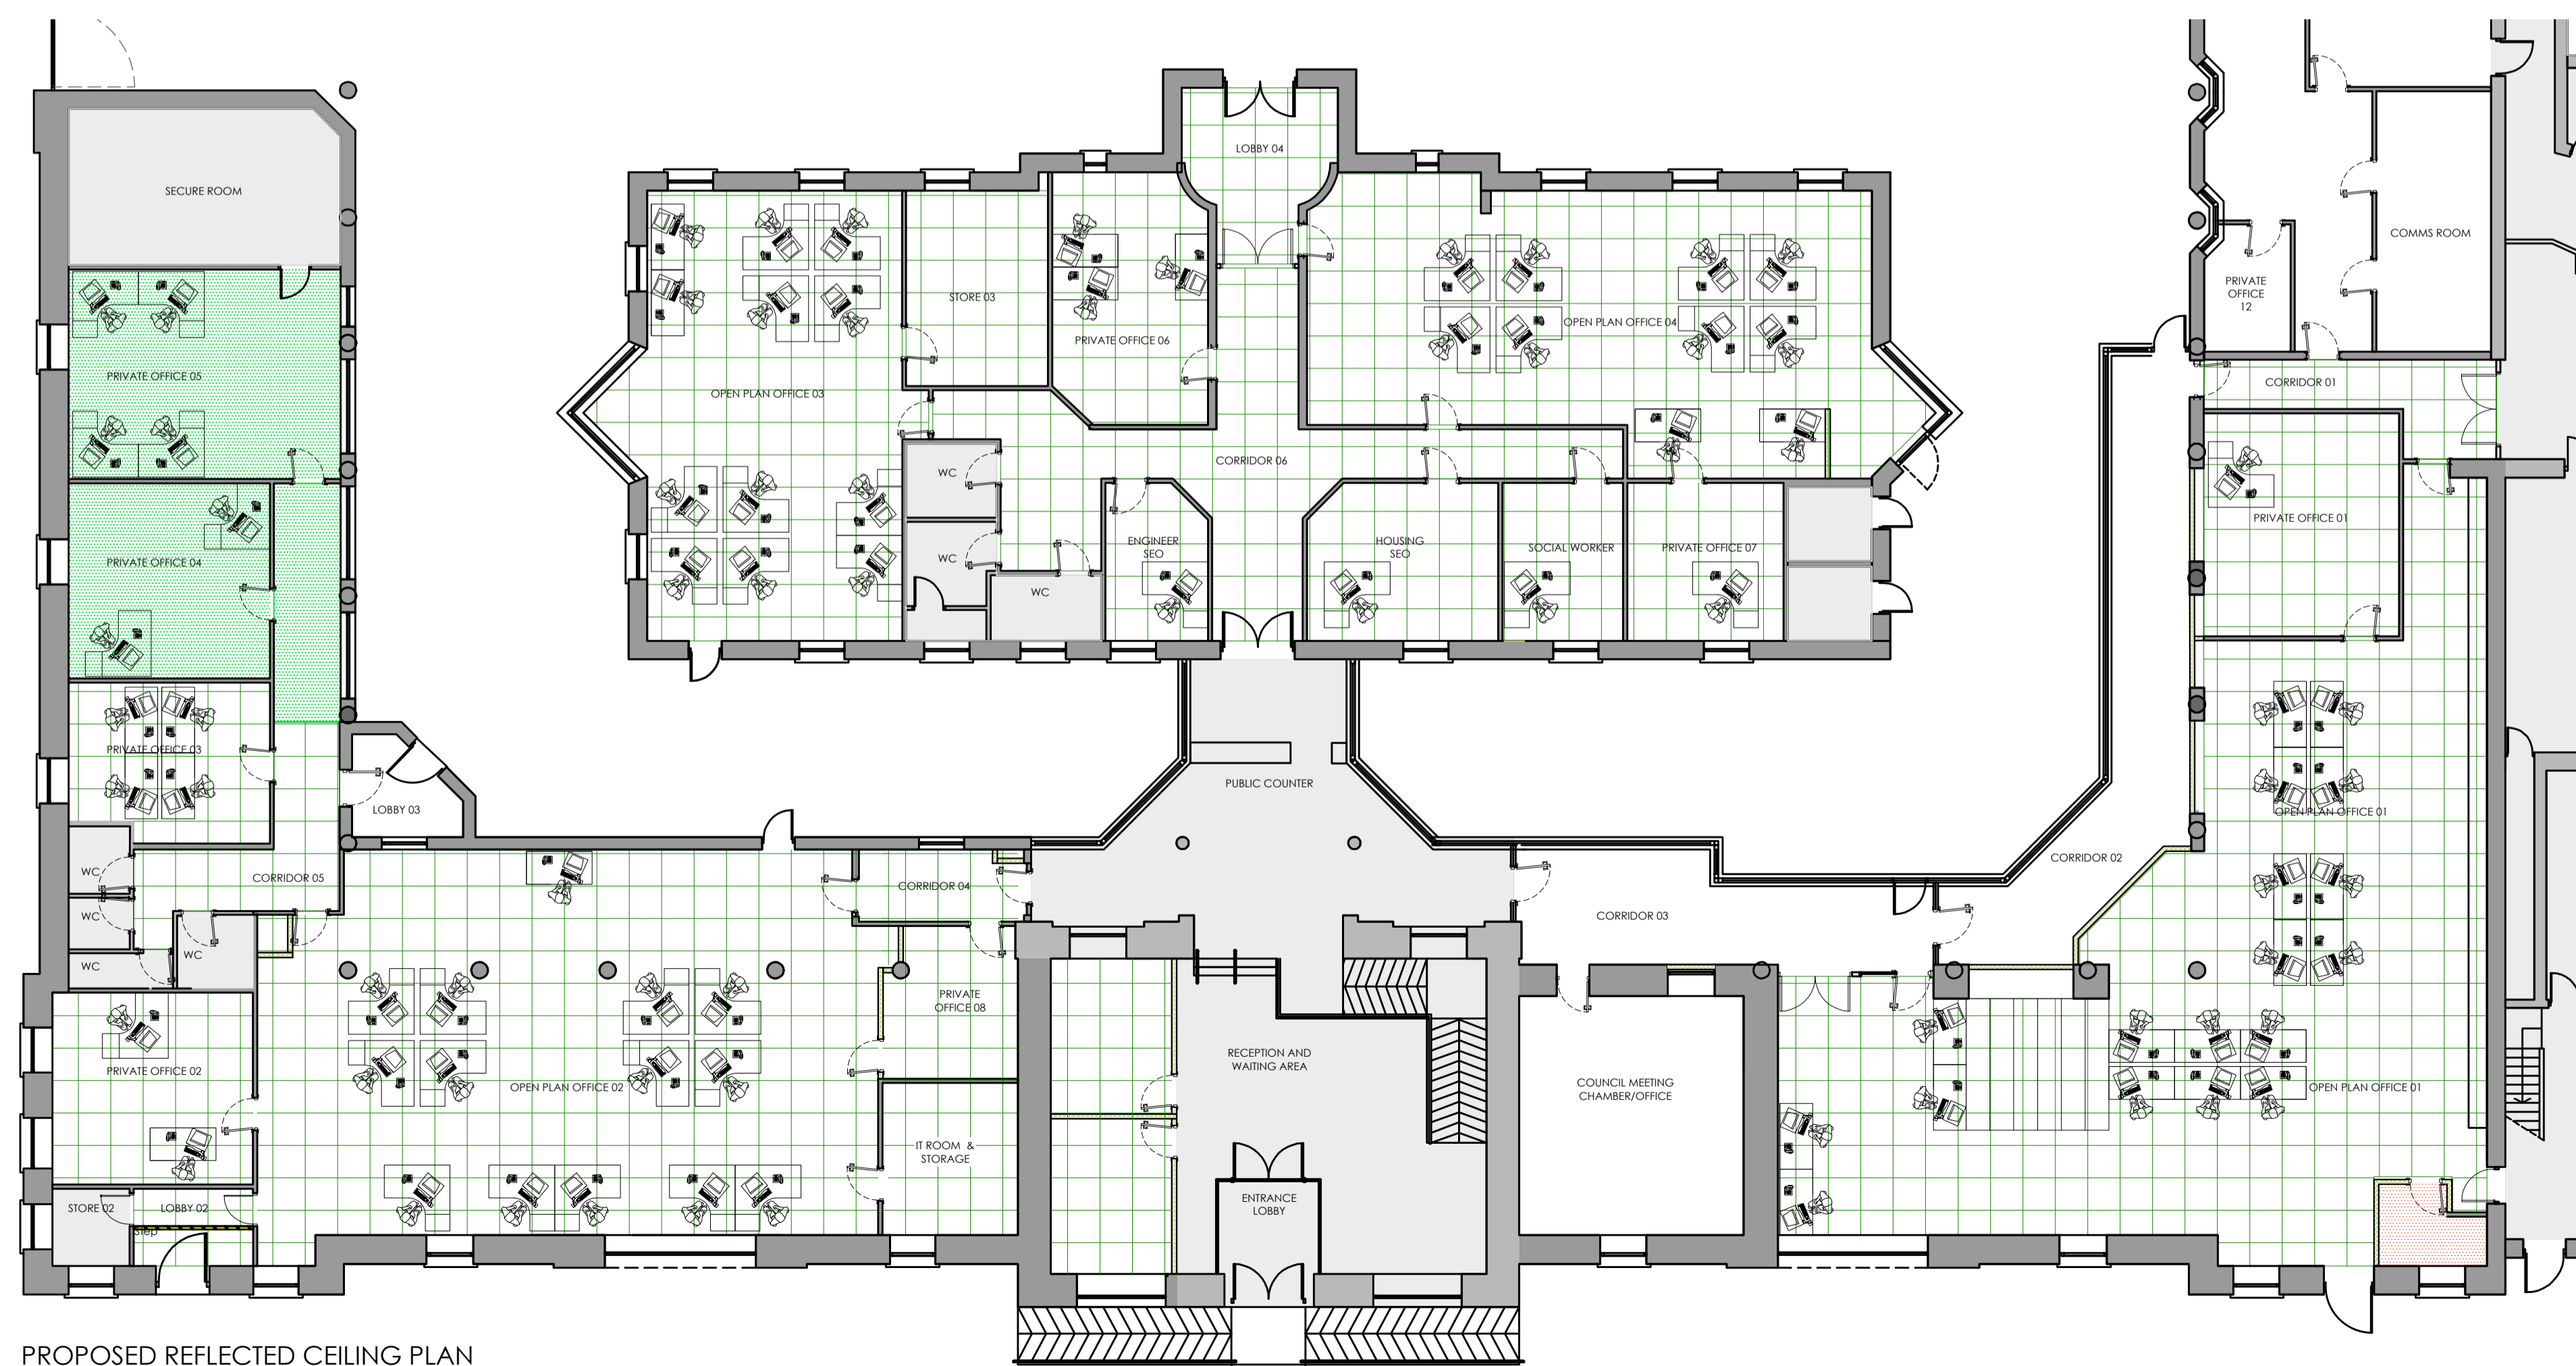 LOBBY 04
SECURE ROOM
COMMS ROOM
PRIVATE
OFFICE
12
STORE 03
OPEN PLAN OFFICE 04
PRIVATE OFFICE 06
PRIVATE OFFICE 05
CORRIDOR 01
OPEN PLAN OFFICE 03
CORRIDOR 06
WC
PRIVATE OFFICE 01
ENGINEER
SEO
HOUSING
SEO
SOCIAL WORKER
PRIVATE OFFICE 07
WC
PRIVATE OFFICE 04
WC
PRIVATE OFFICE 03
PUBLIC COUNTER
LOBBY 03
OPEN PLAN OFFICE 01
CORRIDOR 02
WC
CORRIDOR 05
CORRIDOR 04
WC
CORRIDOR 03
WC
WC
PRIVATE
OFFICE 08
RECEPTION AND
WAITING AREA
PRIVATE OFFICE 02
OPEN PLAN OFFICE 02
COUNCIL MEETING
CHAMBER/OFFICE
OPEN PLAN OFFICE 01
IT ROOM &
STORAGE
ENTRANCE
LOBBY
STORE 02
LOBBY 02
Step
PROPOSED REFLECTED CEILING PLAN